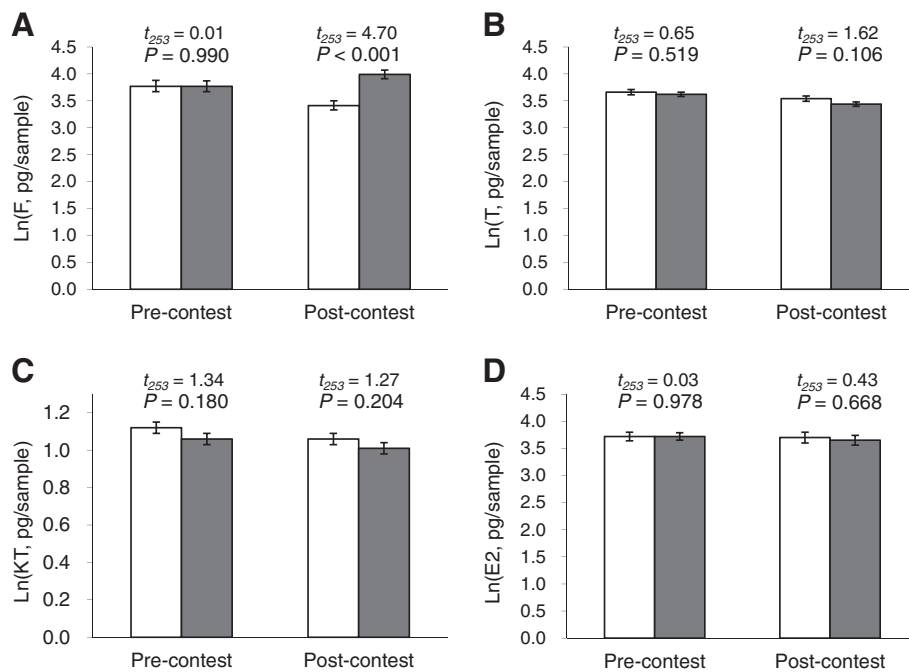 A
t253 = 0.01
P = 0.990
t253 = 4.70
P < 0.001
Ln(F, pg/sample)
4.5
4.0
3.5
3.0
2.5
2.0
1.5
1.0
0.5
0.0
Pre-contest
Post-contest
B
t253 = 0.65
P = 0.519
t253 = 1.62
P = 0.106
Ln(T, pg/sample)
4.5
4.0
3.5
3.0
2.5
2.0
1.5
1.0
0.5
0.0
Pre-contest
Post-contest
C
t253 = 1.34
P = 0.180
t253 = 1.27
P = 0.204
Ln(KT, pg/sample)
1.2
1.0
0.8
0.6
0.4
0.2
0.0
Pre-contest
Post-contest
D
t253 = 0.03
P = 0.978
t253 = 0.43
P = 0.668
Ln(E2, pg/sample)
4.5
4.0
3.5
3.0
2.5
2.0
1.5
1.0
0.5
0.0
Pre-contest
Post-contest